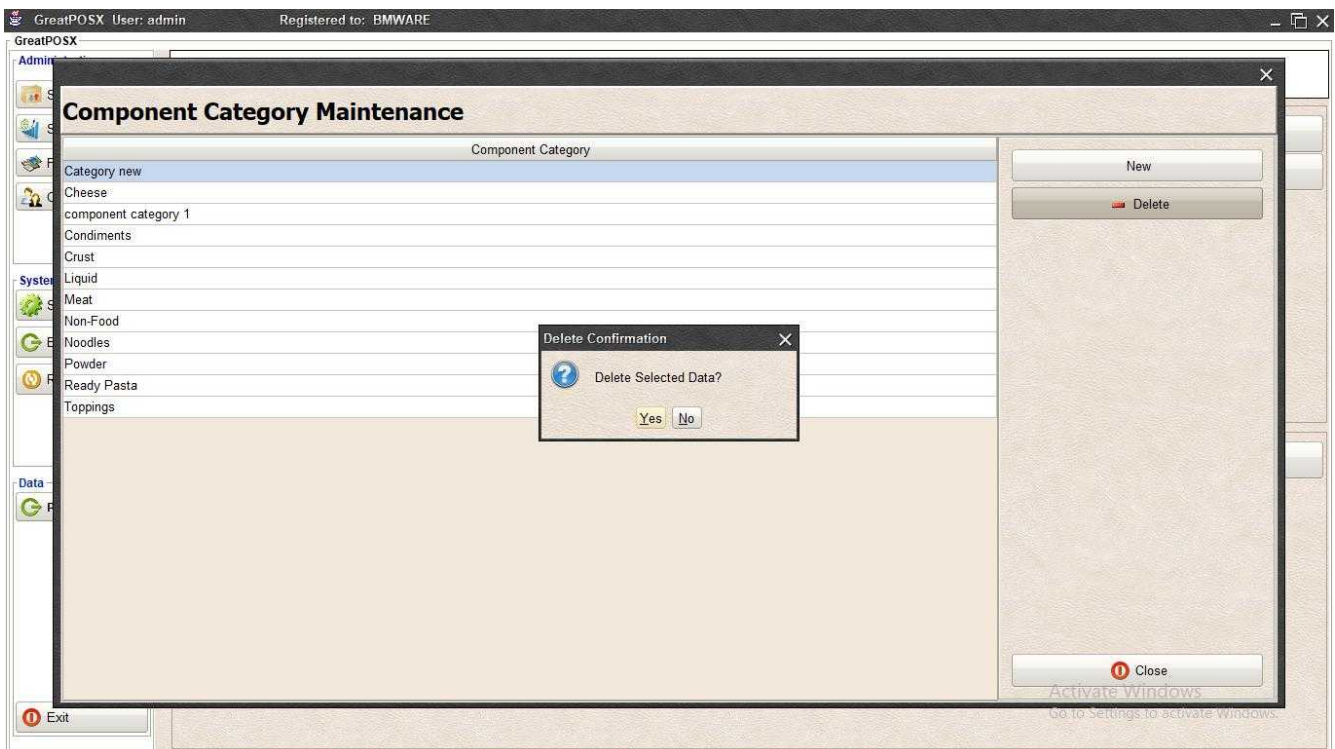 GreatPOSX User: admin Registered to: BMWARE
GreatPOSX
Component Category Maintenance
Component Category
Category new
Cheese
component category 1
Condiments
Crust
Liquid
Meat
Non-Food
Noodles
Powder
Ready Pasta
Toppings
New
Delete
Delete Confirmation
Delete Selected Data?
Yes No
Data
Close
Activate Windows
Go to Settings to activate Windows.
Exit